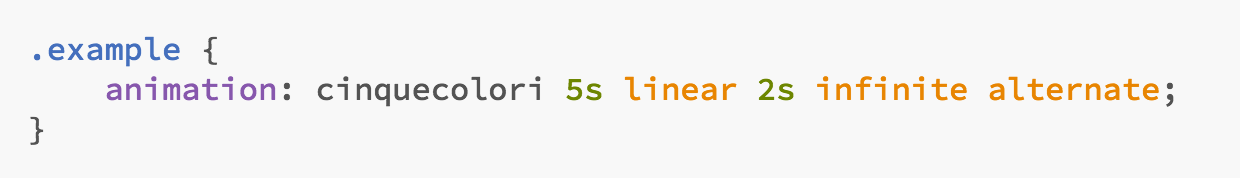 .example {
    animation: cinquecolori 5s linear 2s infinite alternate;
}